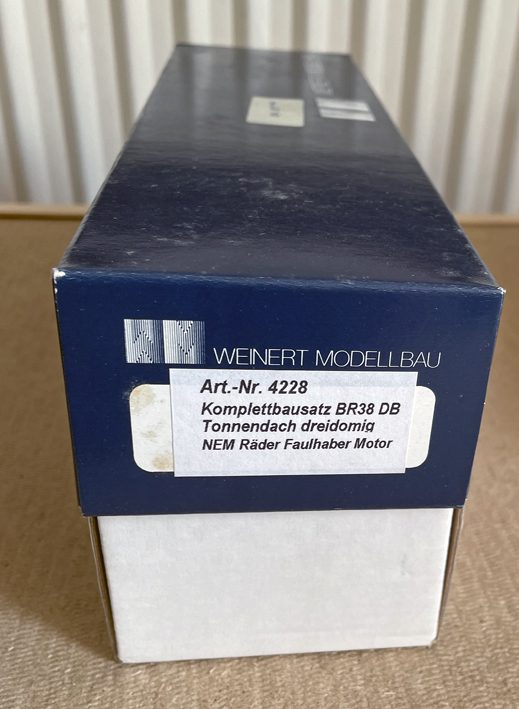 WEINERT MODELLBAU
Art.-Nr. 4228
Komplettbausatz BR38 DB
Tonnendach dreidomig
NEM Räder Faulhaber Motor